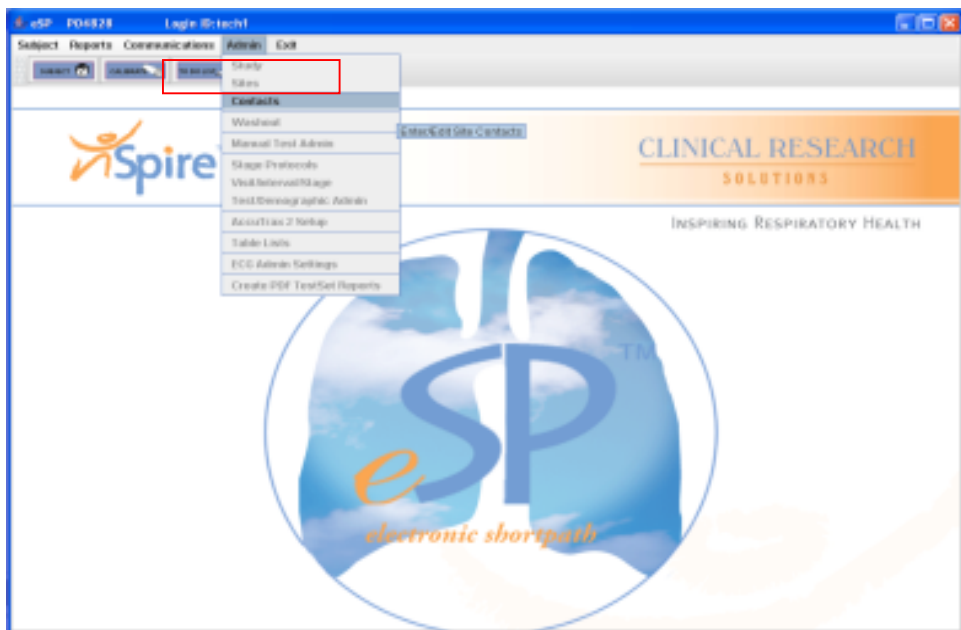 eSP PD4828 Login ID:tech1
Subject Reports Communications Admin Exit
SUBJECT
Study
Sites
Contacts
Washout
Enter/Edit Site Contacts
Manual Test Admin
Stage Protocols
Visit/Interval/Stage
Test/Demographic Admin
AccuTrax 2 Setup
Table Lists
ECG Admin Settings
Create PDF TestSet Reports
nSpire
CLINICAL RESEARCH
SOLUTIONS
INSPIRING RESPIRATORY HEALTH
eSP TM
electronic shortpath